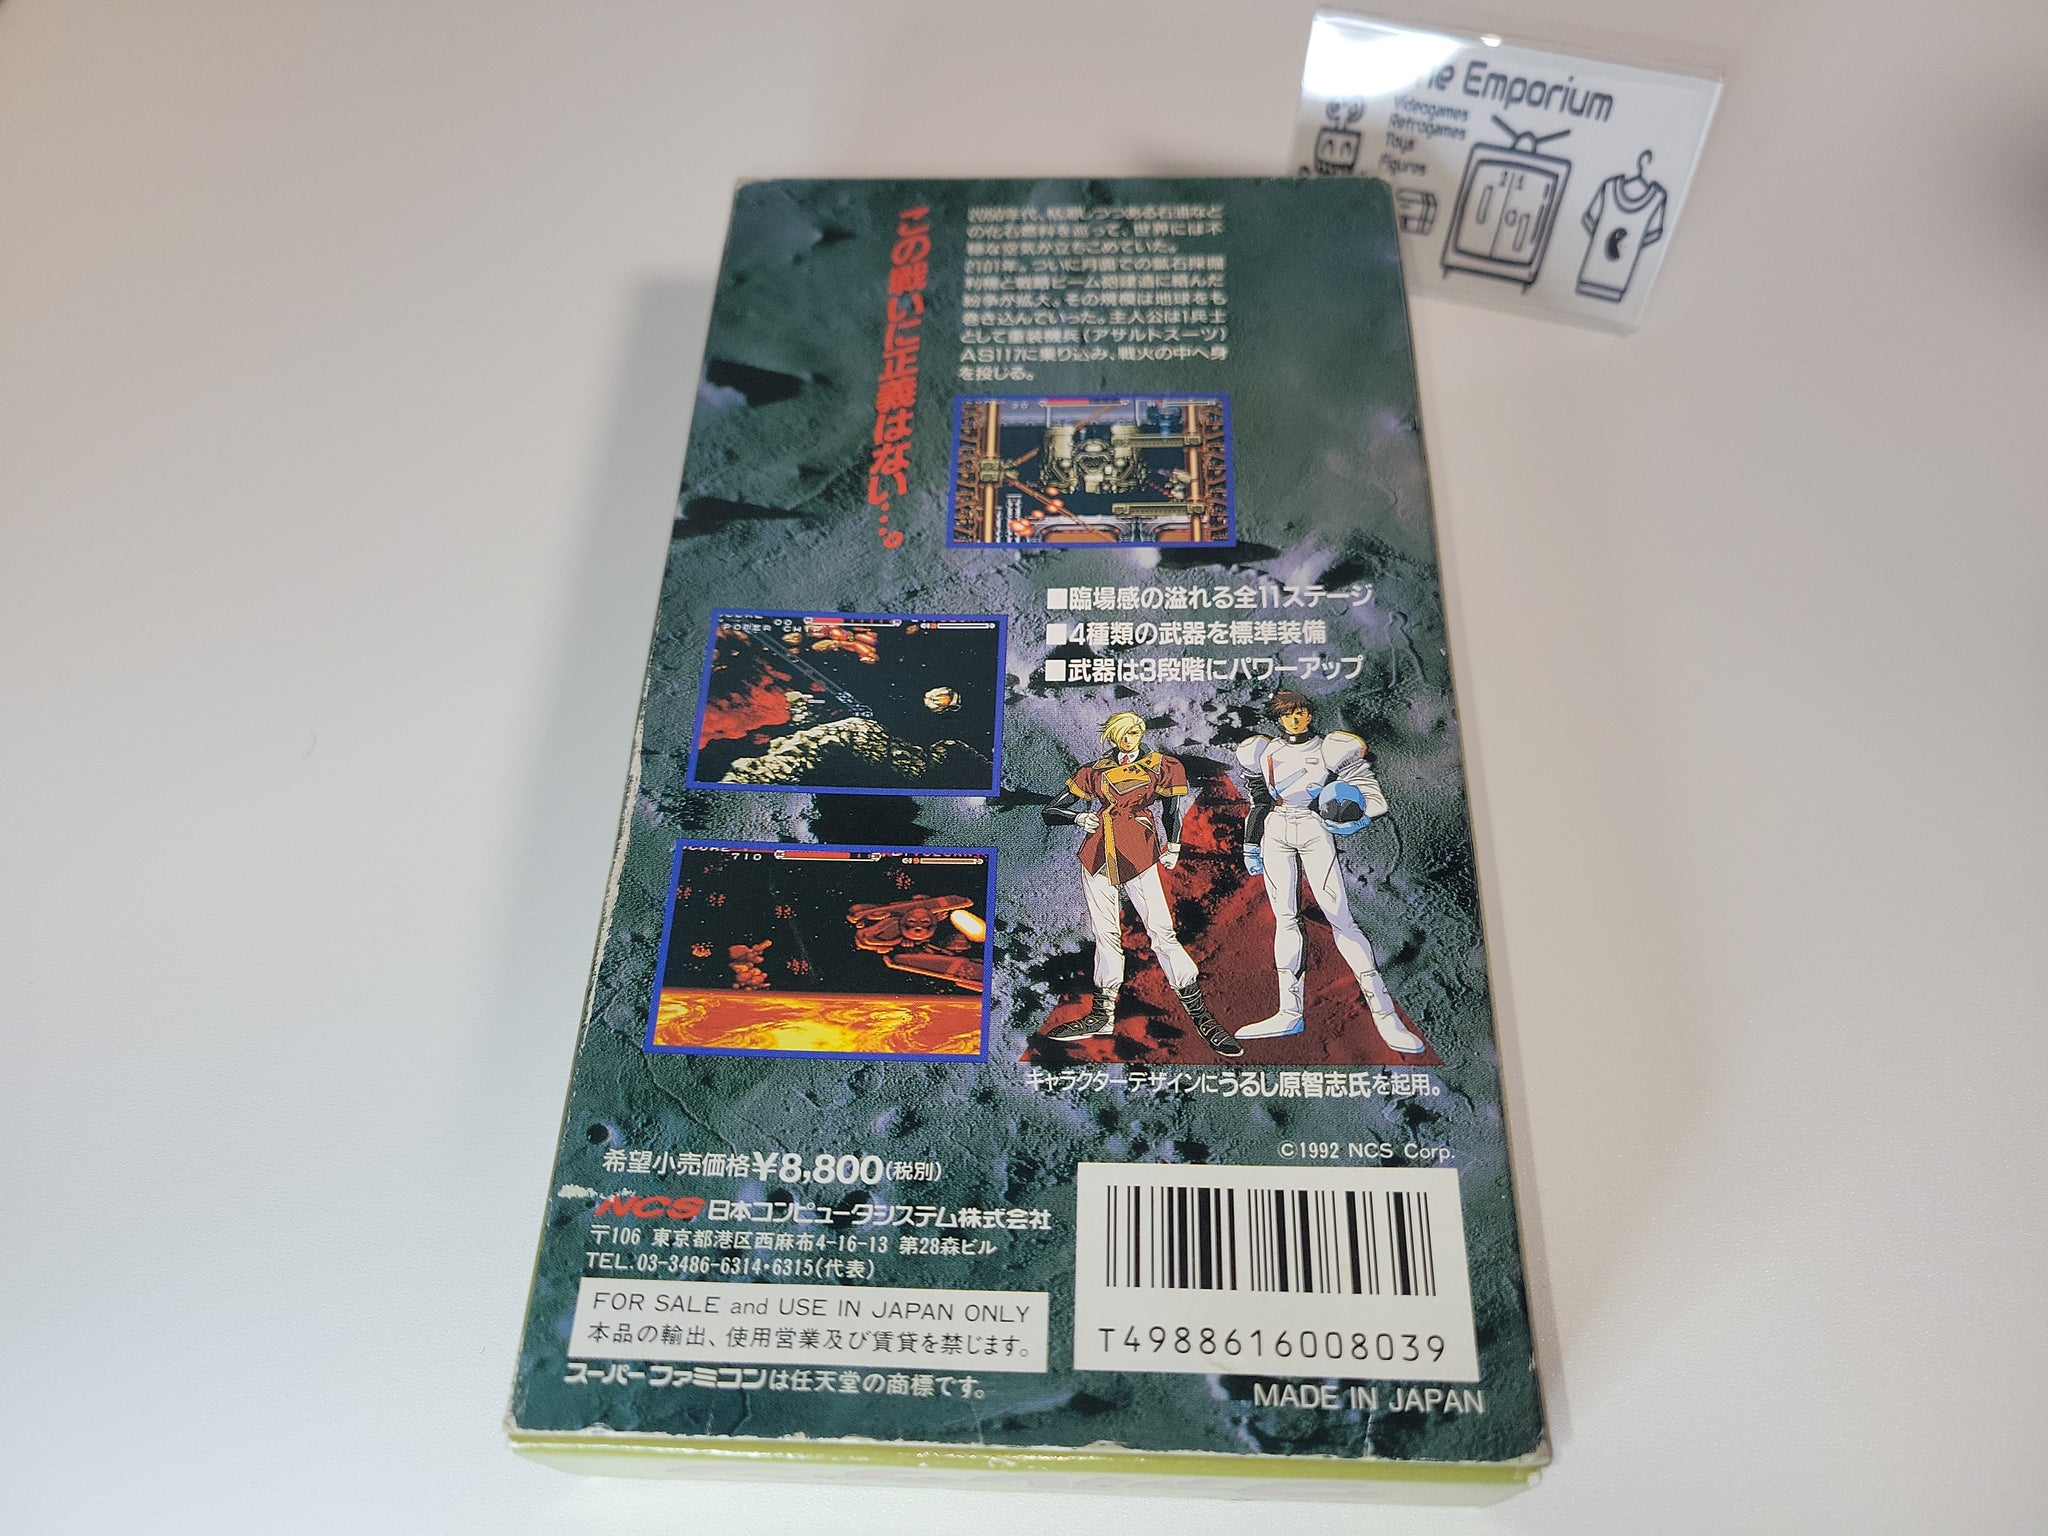 The Emporium
Videogames
Retrogames
Toys
Figures
この戦いに正義はない…。
2050年代、枯渇しつつある石油など
の化石燃料を巡って、世界には不
穏な空気が立ちこめていた。
2101年。ついに月面での鉱石採掘
利権と戦略ビーム砲建造に絡んだ
紛争が拡大。その規模は地球をも
巻き込んでいった。主人公は1兵士
として重装機兵(アサルトスーツ)
AS117に乗り込み、戦火の中へ身
を投じる。
■臨場感の溢れる全11ステージ
■4種類の武器を標準装備
■武器は3段階にパワーアップ
710
キャラクターデザインにうるし原智志氏を起用。
©1992 NCS Corp.
希望小売価格¥8,800(税別)
NCS 日本コンピュータシステム株式会社
〒106 東京都港区西麻布4-16-13 第28森ビル
TEL.03-3486-6314・6315(代表)
FOR SALE and USE IN JAPAN ONLY
本品の輸出、使用営業及び賃貸を禁じます。
スーパーファミコンは任天堂の商標です。
T4988616008039
MADE IN JAPAN